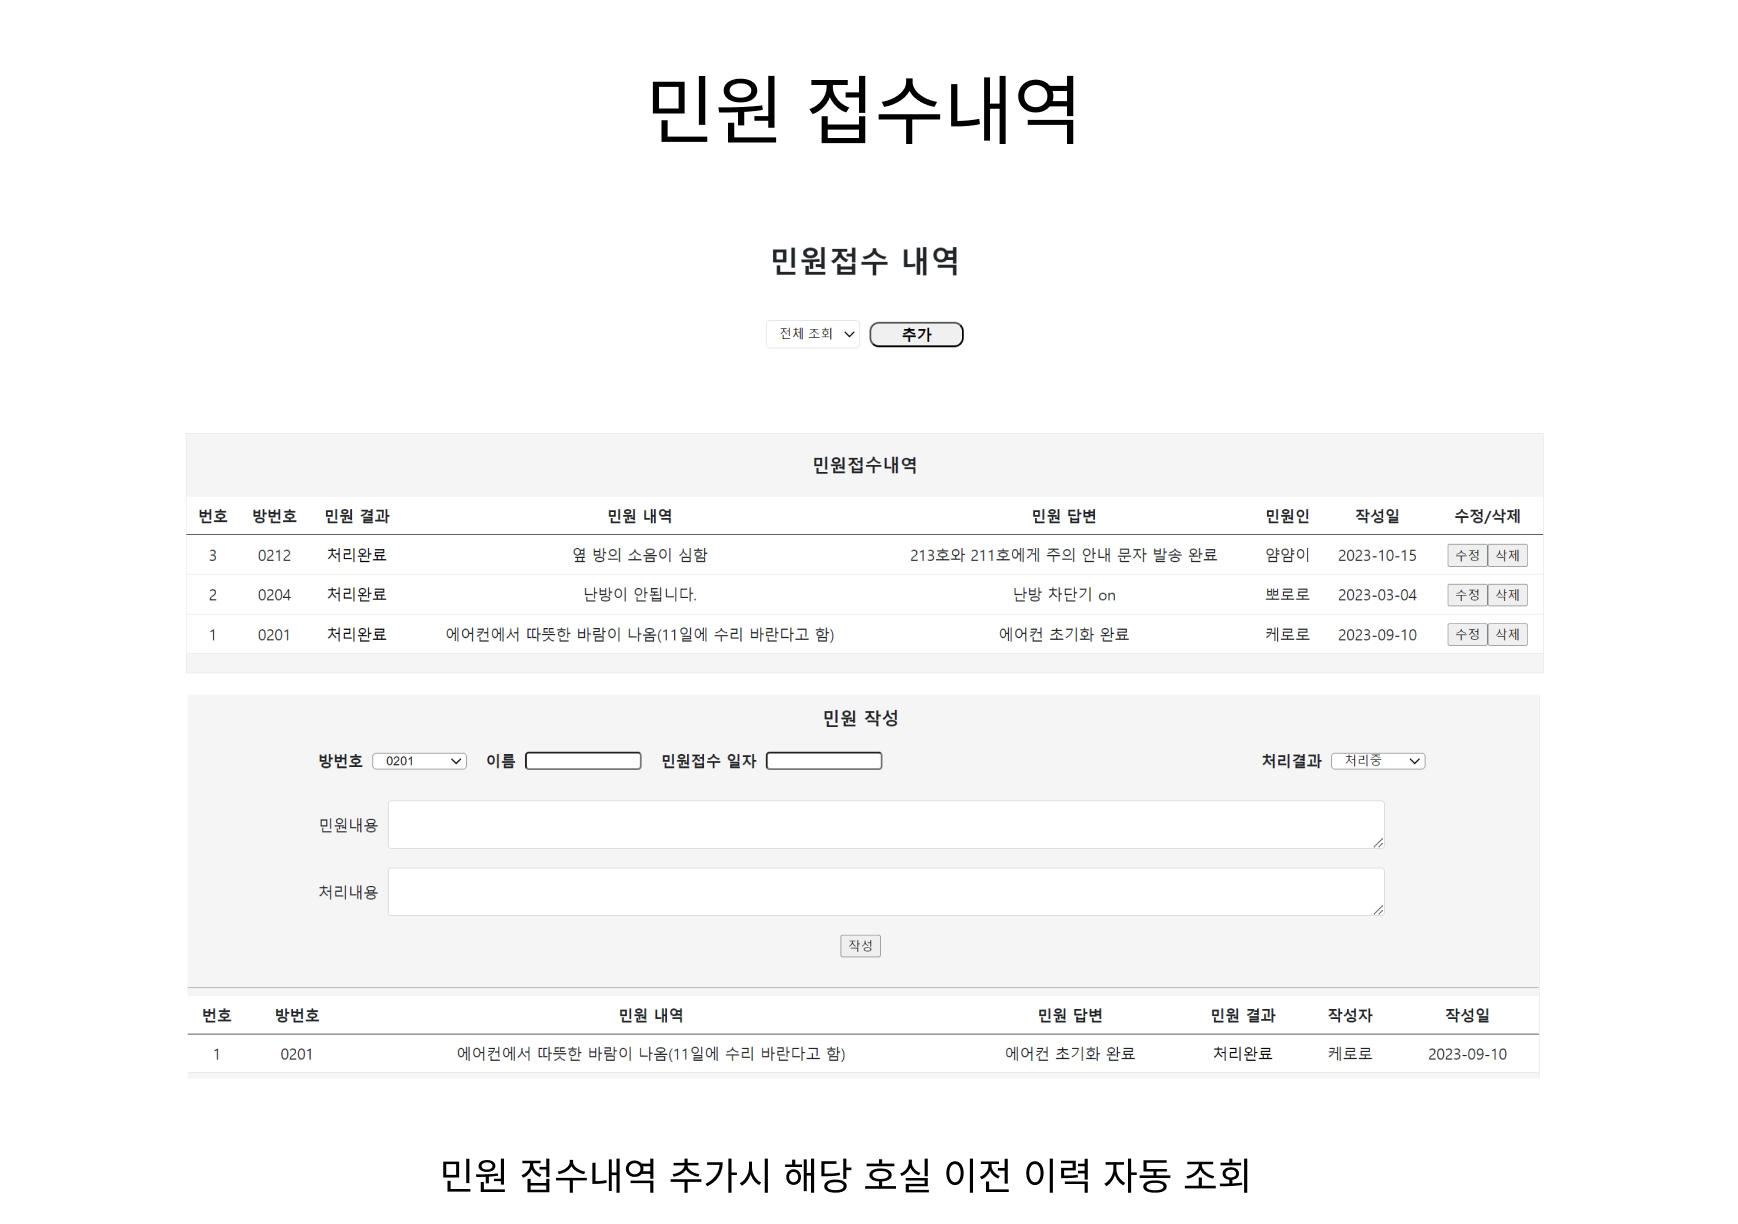 민원 접수내역
민원접수 내역
전체 조회 추가
민원접수내역
번호 방번호 민원 결과 민원 내역 민원 답변 민원인 작성일 수정/삭제
3 0212 처리완료 옆 방의 소음이 심함 213호와 211호에게 주의 안내 문자 발송 완료 얌얌이 2023-10-15 수정 삭제
2 0204 처리완료 난방이 안됩니다. 난방 차단기 on 뽀로로 2023-03-04 수정 삭제
1 0201 처리완료 에어컨에서 따뜻한 바람이 나옴(11일에 수리 바란다고 함) 에어컨 초기화 완료 케로로 2023-09-10 수정 삭제
민원 작성
방번호 0201 이름 민원접수 일자 처리결과 처리중
민원내용
처리내용
작성
번호 방번호 민원 내역 민원 답변 민원 결과 작성자 작성일
1 0201 에어컨에서 따뜻한 바람이 나옴(11일에 수리 바란다고 함) 에어컨 초기화 완료 처리완료 케로로 2023-09-10
민원 접수내역 추가시 해당 호실 이전 이력 자동 조회